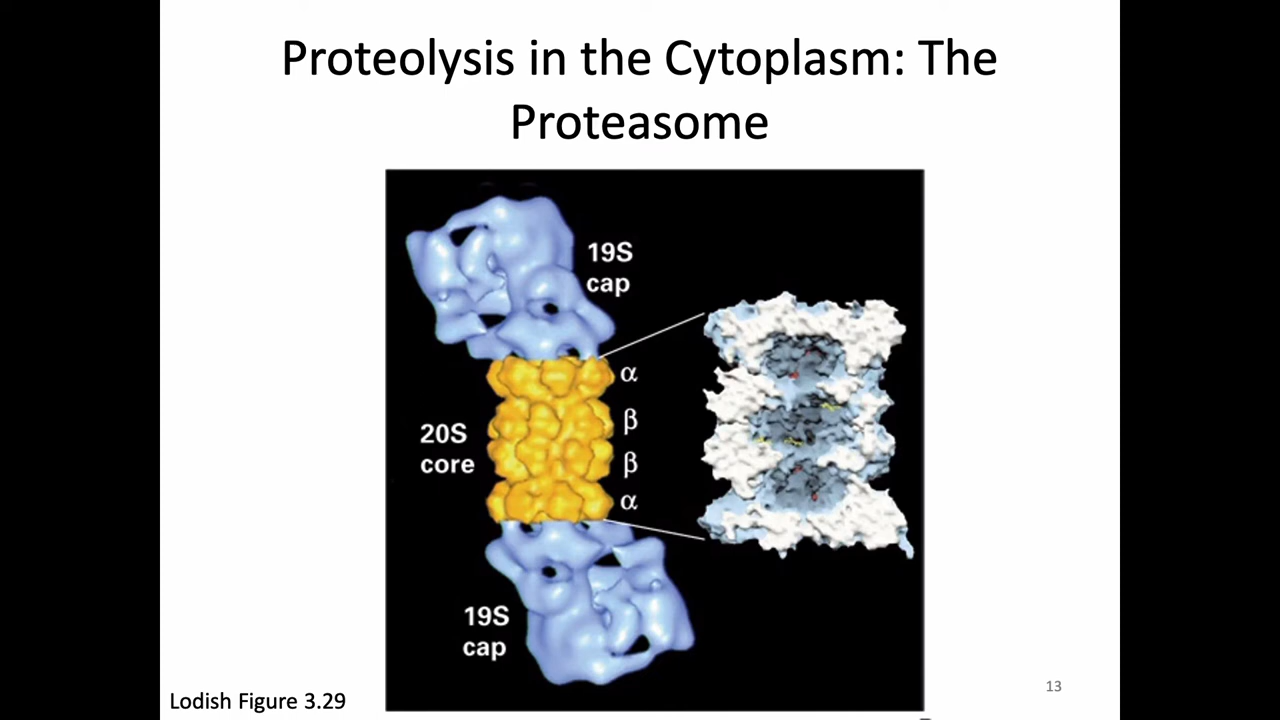 Proteolysis in the Cytoplasm: The
Proteasome
19S
cap
α
β
20S
core
β
α
19S
cap
Lodish Figure 3.29
13